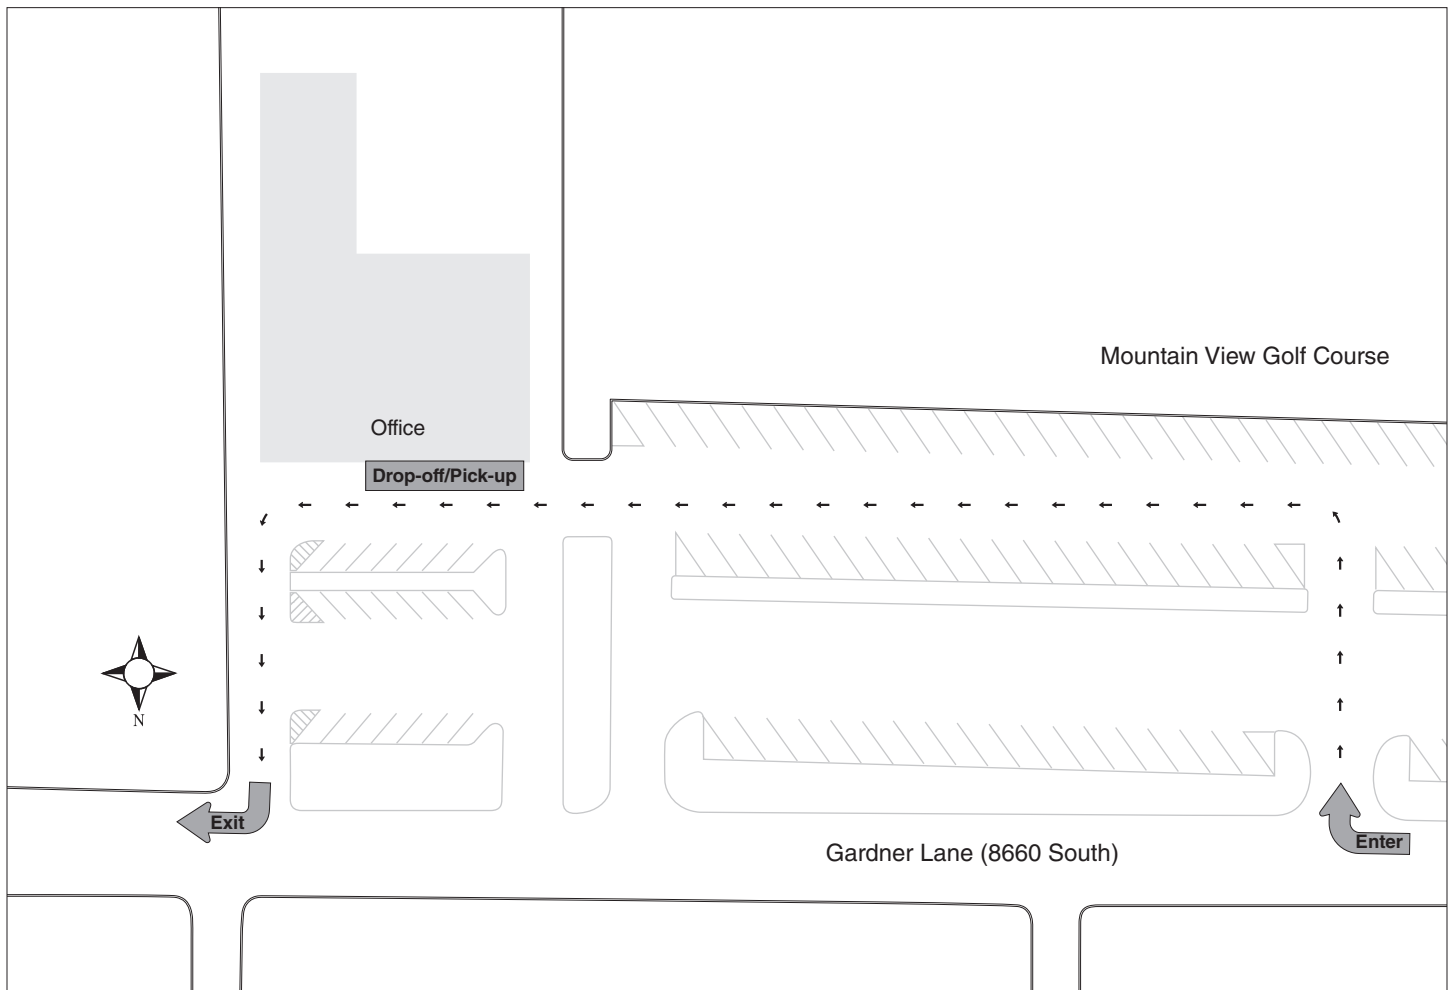 Mountain View Golf Course
Office
Drop-off/Pick-up
N
Exit
Enter
Gardner Lane (8660 South)